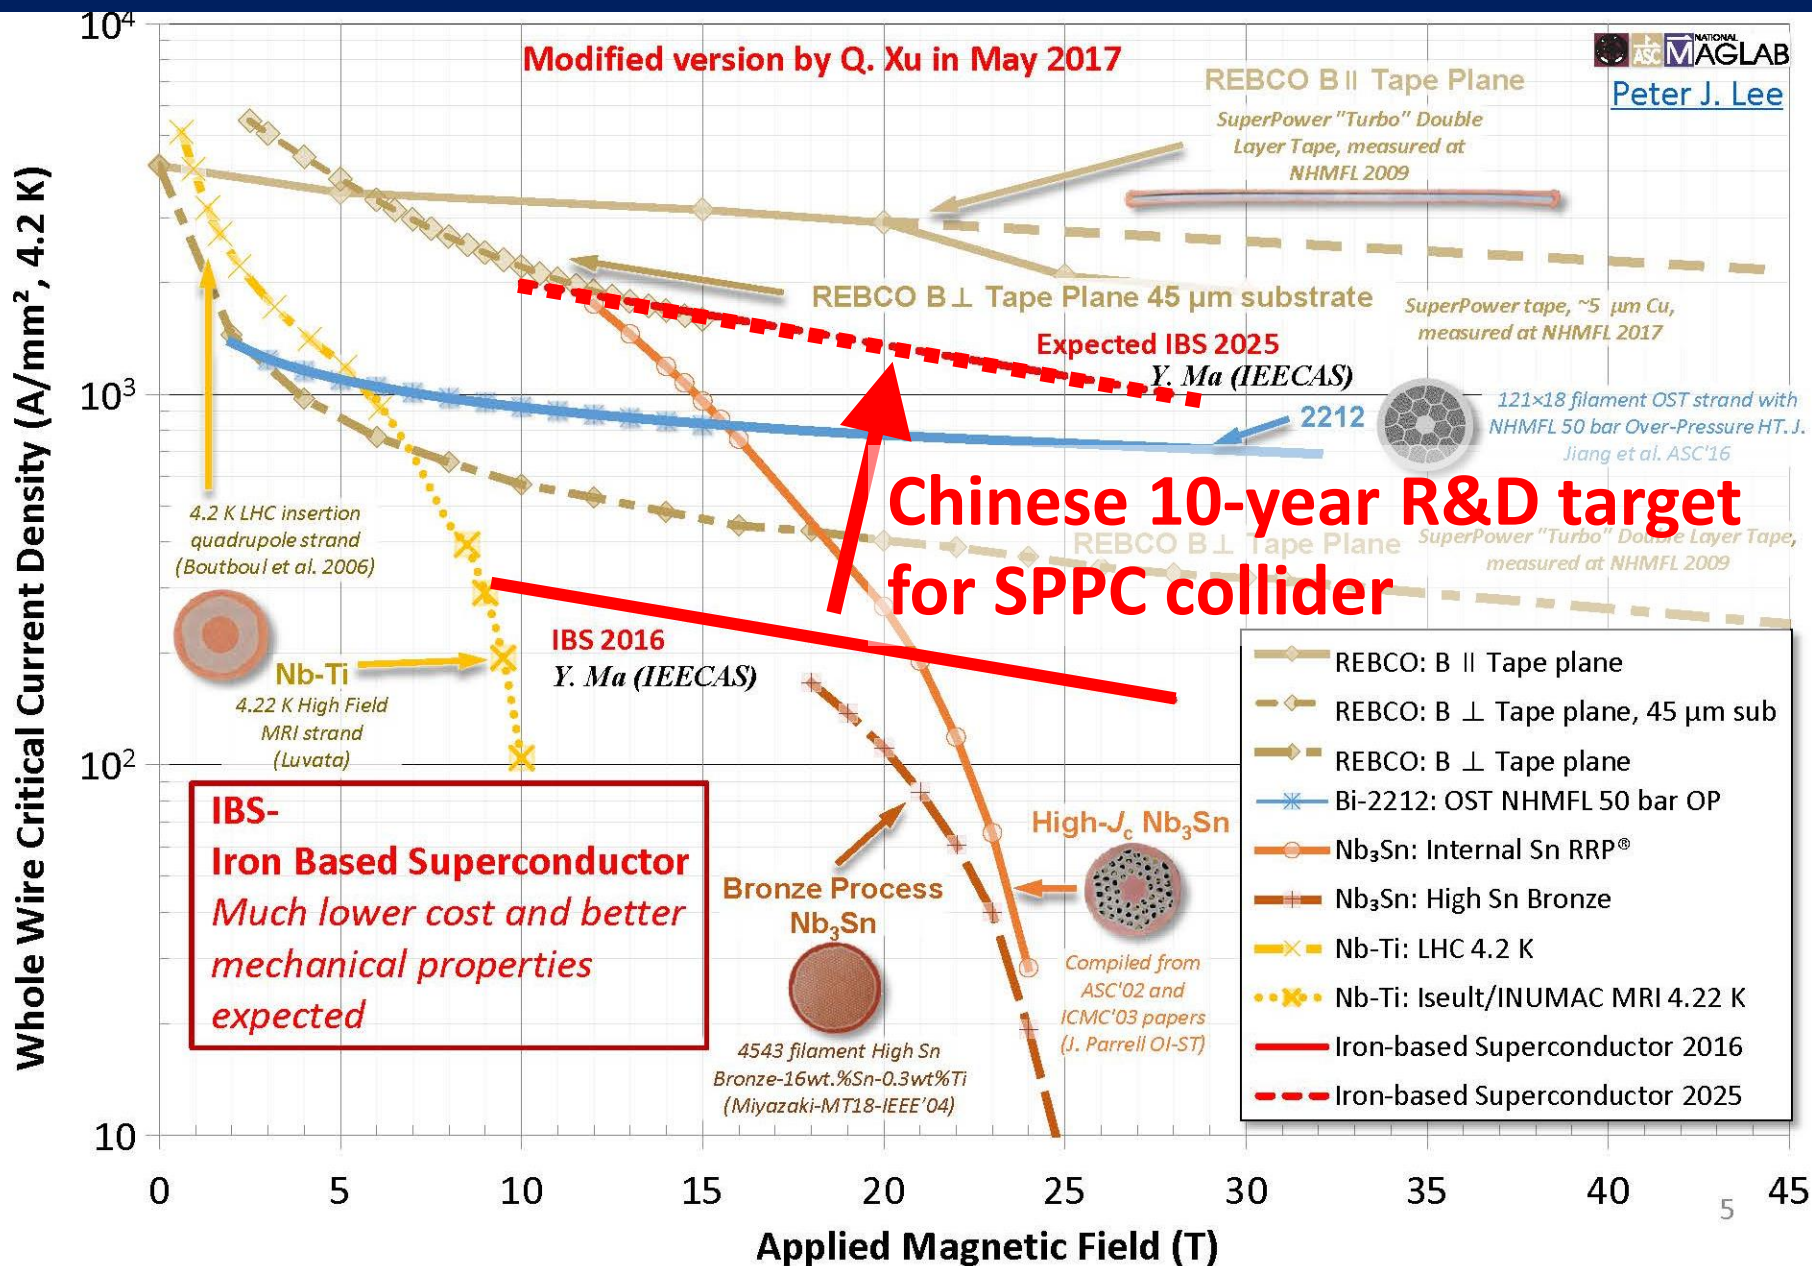 Modified version by Q. Xu in May 2017
NATIONAL
ASC MAGLAB
Peter J. Lee
REBCO B ॥ Tape Plane
SuperPower "Turbo" Double
Layer Tape, measured at
NHMFL 2009
REBCO B ⊥ Tape Plane 45 µm substrate
SuperPower tape, ~5 µm Cu,
measured at NHMFL 2017
Expected IBS 2025
Y. Ma (IEECAS)
2212
121×18 filament OST strand with
NHMFL 50 bar Over-Pressure HT. J.
Jiang et al. ASC'16
Chinese 10-year R&D target
for SPPC collider
REBCO B ⊥ Tape Plane
SuperPower "Turbo" Double Layer Tape,
measured at NHMFL 2009
4.2 K LHC insertion
quadrupole strand
(Boutboul et al. 2006)
Nb-Ti
4.22 K High Field
MRI strand
(Luvata)
IBS 2016
Y. Ma (IEECAS)
IBS-
Iron Based Superconductor
Much lower cost and better
mechanical properties
expected
Bronze Process
Nb₃Sn
4543 filament High Sn
Bronze-16wt.%Sn-0.3wt%Ti
(Miyazaki-MT18-IEEE'04)
High-Jc Nb₃Sn
Compiled from
ASC'02 and
ICMC'03 papers
(J. Parrell OI-ST)
REBCO: B ॥ Tape plane
REBCO: B ⊥ Tape plane, 45 µm sub
REBCO: B ⊥ Tape plane
Bi-2212: OST NHMFL 50 bar OP
Nb₃Sn: Internal Sn RRP®
Nb₃Sn: High Sn Bronze
Nb-Ti: LHC 4.2 K
Nb-Ti: Iseult/INUMAC MRI 4.22 K
Iron-based Superconductor 2016
Iron-based Superconductor 2025
Whole Wire Critical Current Density (A/mm², 4.2 K)
10⁴
10³
10²
10
0 5 10 15 20 25 30 35 40 45
Applied Magnetic Field (T)
5